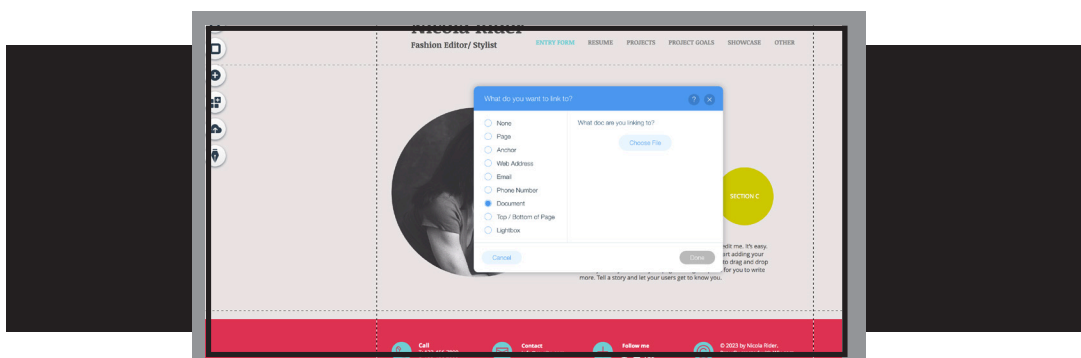 Nicola Rider
Fashion Editor/ Stylist
ENTRY FORM RESUME PROJECTS PROJECT GOALS SHOWCASE OTHER
What do you want to link to?
?
None
Page
Anchor
Web Address
Email
Phone Number
Document
Top / Bottom of Page
Lightbox
What doc are you linking to?
Choose File
Cancel
Done
SECTION C
edit me. It's easy.
adding your
to drag and drop
for you to write
more. Tell a story and let your users get to know you.
Call
Contact
Follow me
© 2023 by Nicola Rider.